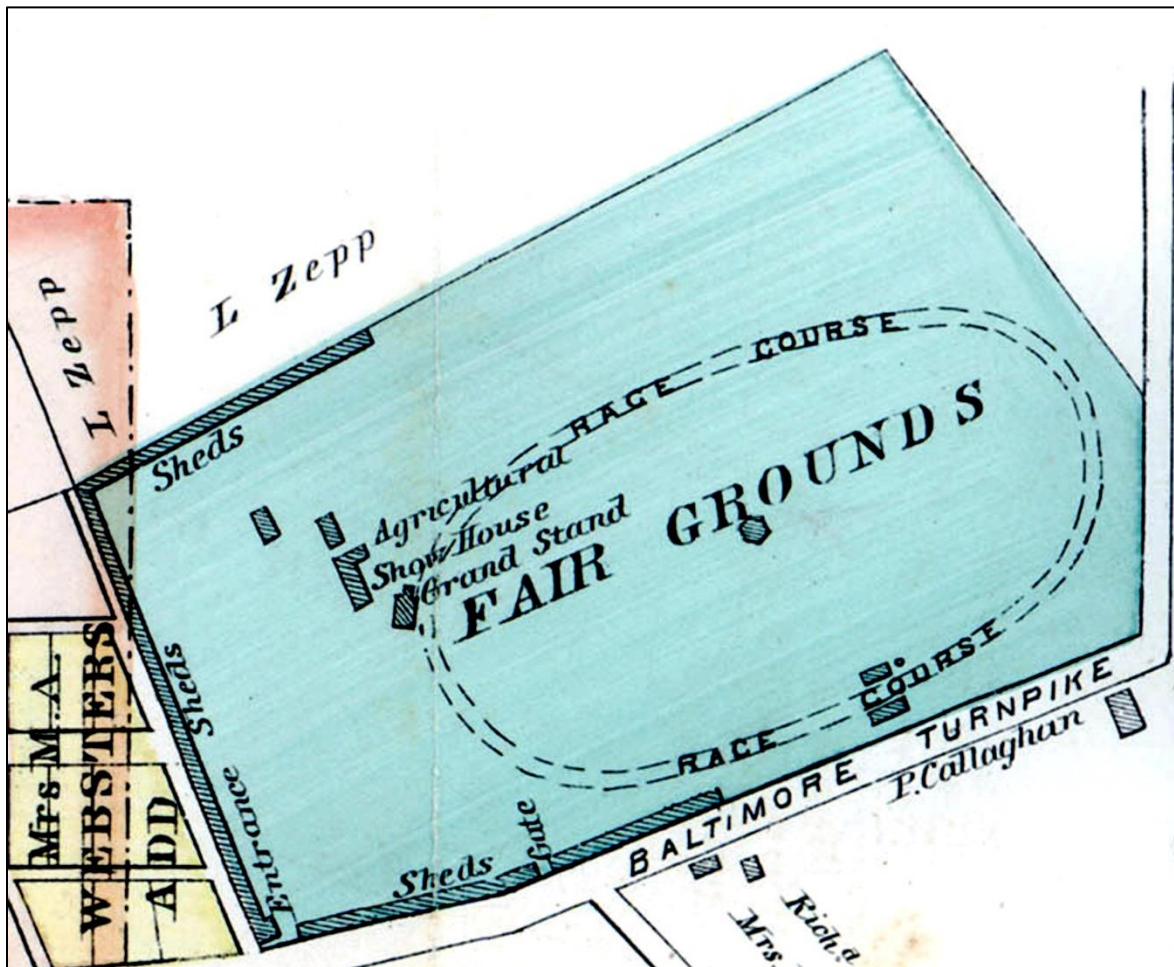 L Zepp
L Zepp
Sheds
RACE COURSE
Agricultural
Show House
Grand Stand
FAIR GROUNDS
Sheds
Entrance
Sheds
Gate
RACE COURSE
BALTIMORE TURNPIKE
P. Callaghan
Mrs M. A.
WEBSTERS
ADD
Richd
Mrs.